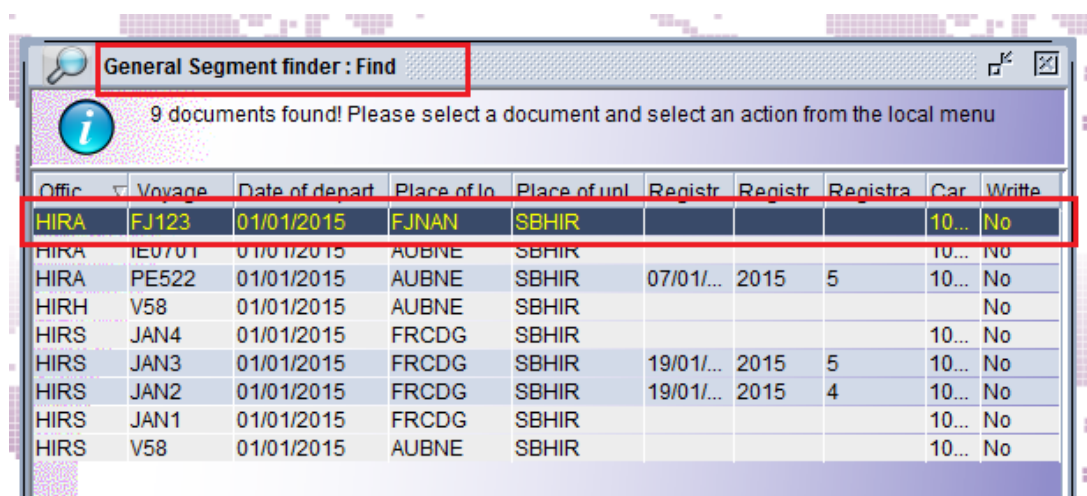 General Segment finder : Find
9 documents found! Please select a document and select an action from the local menu
Offic Voyage Date of depart Place of lo Place of unl Registr Registr Registra Car Writte
HIRA FJ123 01/01/2015 FJNAN SBHIR 10... No
HIRA IE0701 01/01/2015 AUBNE SBHIR 10... No
HIRA PE522 01/01/2015 AUBNE SBHIR 07/01/... 2015 5 10... No
HIRH V58 01/01/2015 AUBNE SBHIR No
HIRS JAN4 01/01/2015 FRCDG SBHIR 10... No
HIRS JAN3 01/01/2015 FRCDG SBHIR 19/01/... 2015 5 10... No
HIRS JAN2 01/01/2015 FRCDG SBHIR 19/01/... 2015 4 10... No
HIRS JAN1 01/01/2015 FRCDG SBHIR 10... No
HIRS V58 01/01/2015 AUBNE SBHIR 10... No